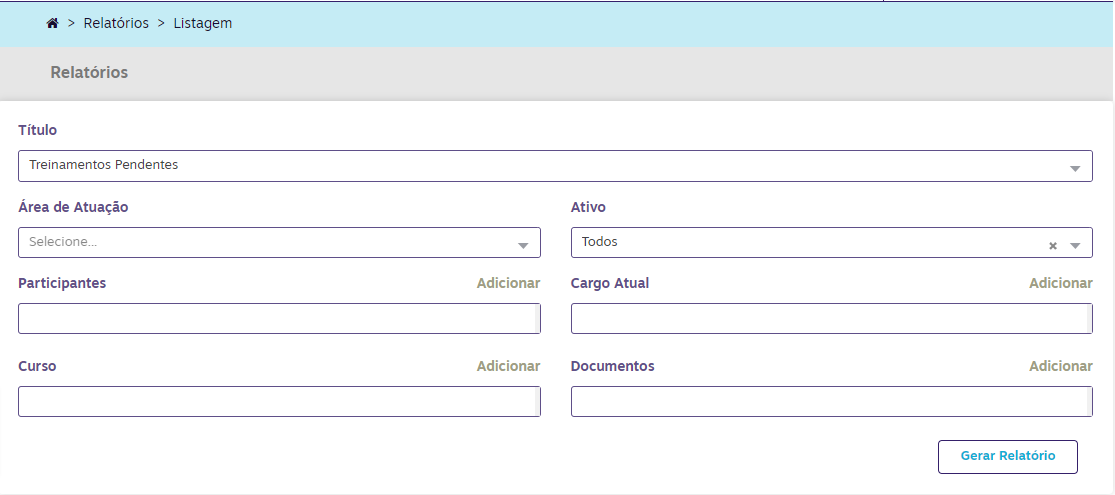 > Relatórios > Listagem
Relatórios
Título
Treinamentos Pendentes
Área de Atuação Ativo
Selecione... Todos
Participantes Adicionar Cargo Atual Adicionar
Curso Adicionar Documentos Adicionar
Gerar Relatório